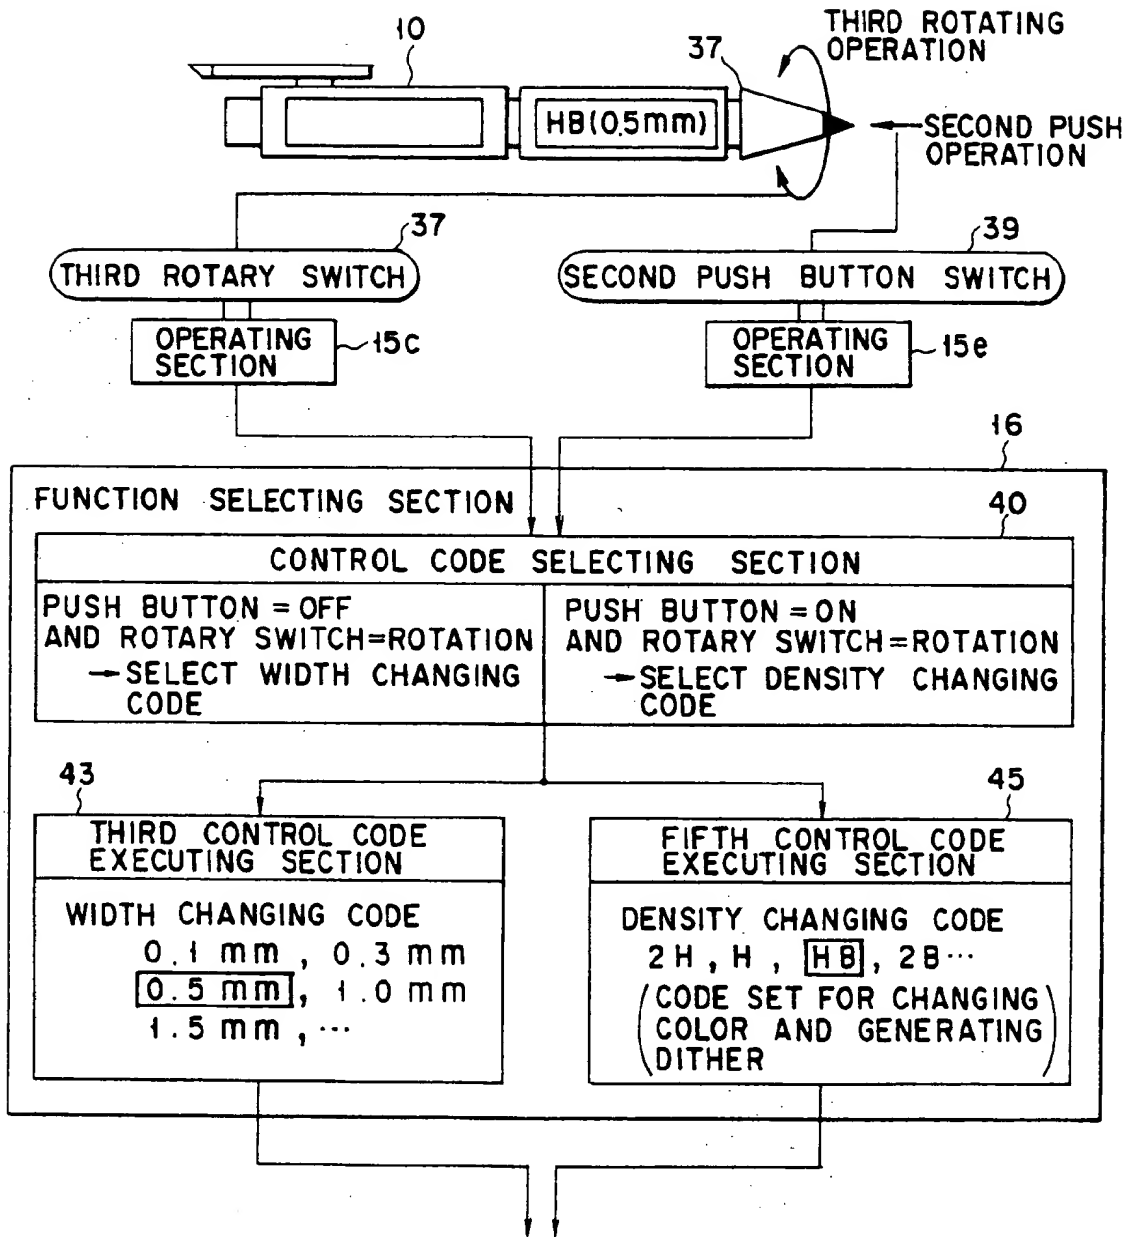 THIRD ROTATING
OPERATION
10
37
HB(0.5mm)
SECOND PUSH
OPERATION
37
39
THIRD ROTARY SWITCH
SECOND PUSH BUTTON SWITCH
OPERATING
SECTION
15c
OPERATING
SECTION
15e
16
FUNCTION SELECTING SECTION
40
CONTROL CODE SELECTING SECTION
PUSH BUTTON = OFF
AND ROTARY SWITCH=ROTATION
→ SELECT WIDTH CHANGING
CODE
PUSH BUTTON = ON
AND ROTARY SWITCH=ROTATION
→ SELECT DENSITY CHANGING
CODE
43
THIRD CONTROL CODE
EXECUTING SECTION
WIDTH CHANGING CODE
0.1 mm , 0.3 mm
0.5 mm , 1.0 mm
1.5 mm , ...
45
FIFTH CONTROL CODE
EXECUTING SECTION
DENSITY CHANGING CODE
2H , H , HB , 2B ...
(CODE SET FOR CHANGING
COLOR AND GENERATING
DITHER)